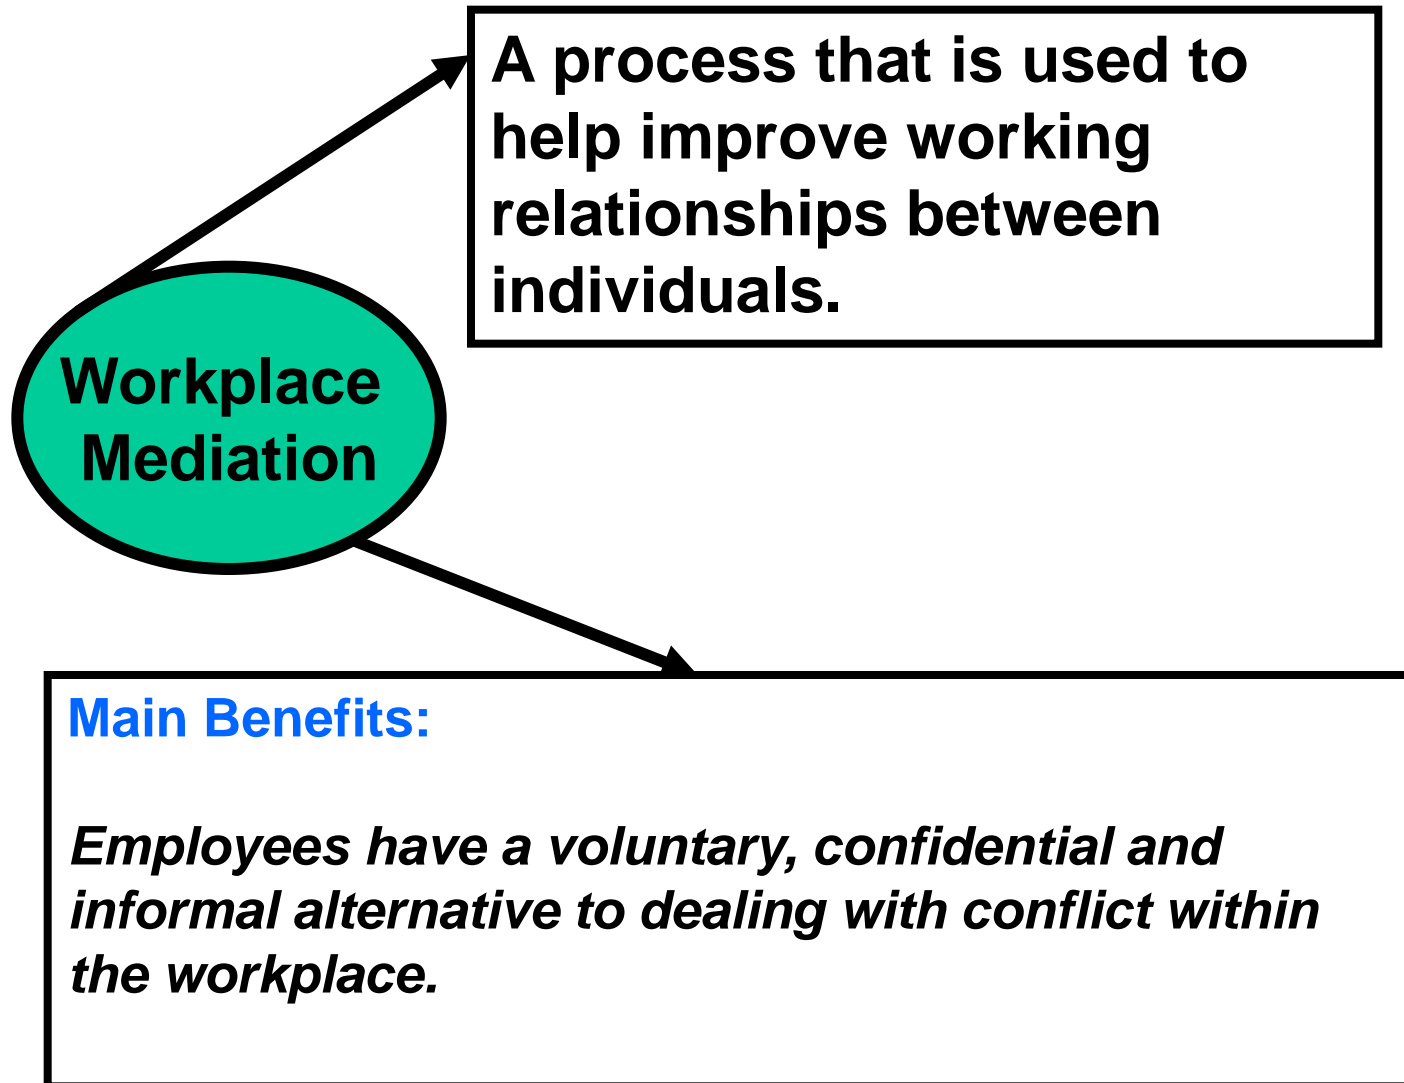 A process that is used to
help improve working
relationships between
individuals.
Workplace
Mediation
Main Benefits:
Employees have a voluntary, confidential and
informal alternative to dealing with conflict within
the workplace.